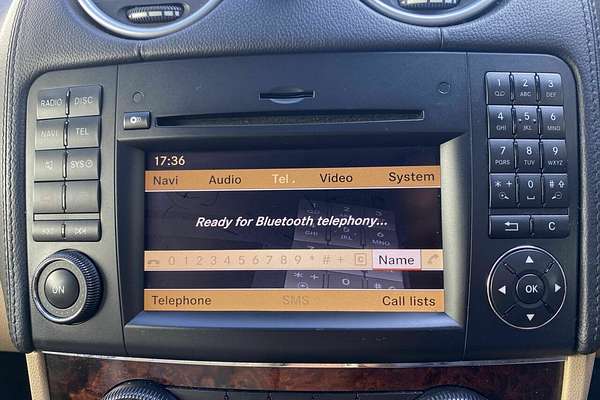 RADIO DISC
NAVI TEL
SYS
ON
17:36
Navi Audio Tel. Video System
Ready for Bluetooth telephony...
0 1 2 3 4 5 6 7 8 9 * # + C Name
Telephone SMS Call lists
1 2 ABC 3 DEF
4 GHI 5 JKL 6 MNO
7 PQRS 8 TUV 9 WXYZ
* + 0 #
C
OK